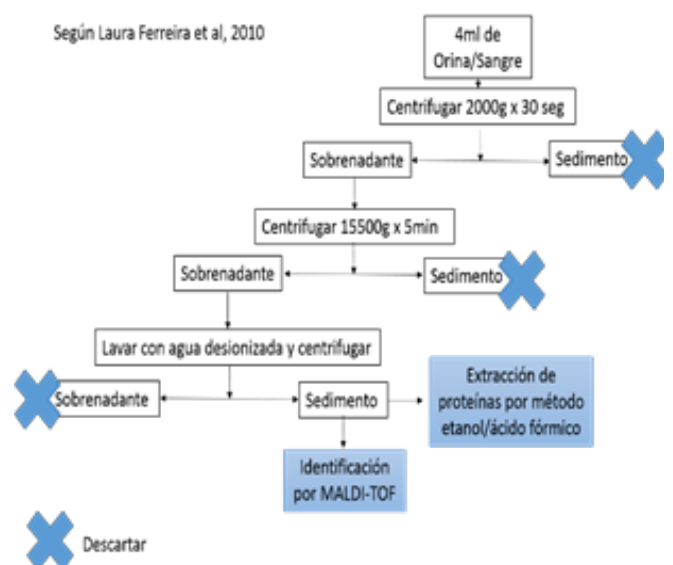 Según Laura Ferreira et al, 2010
4ml de
Orina/Sangre
Centrifugar 2000g x 30 seg
Sobrenadante
Sedimento
Centrifugar 15500g x 5min
Sobrenadante
Sedimento
Lavar con agua desionizada y centrifugar
Sobrenadante
Sedimento
Extracción de
proteínas por método
etanol/ácido fórmico
Identificación
por MALDI-TOF
Descartar